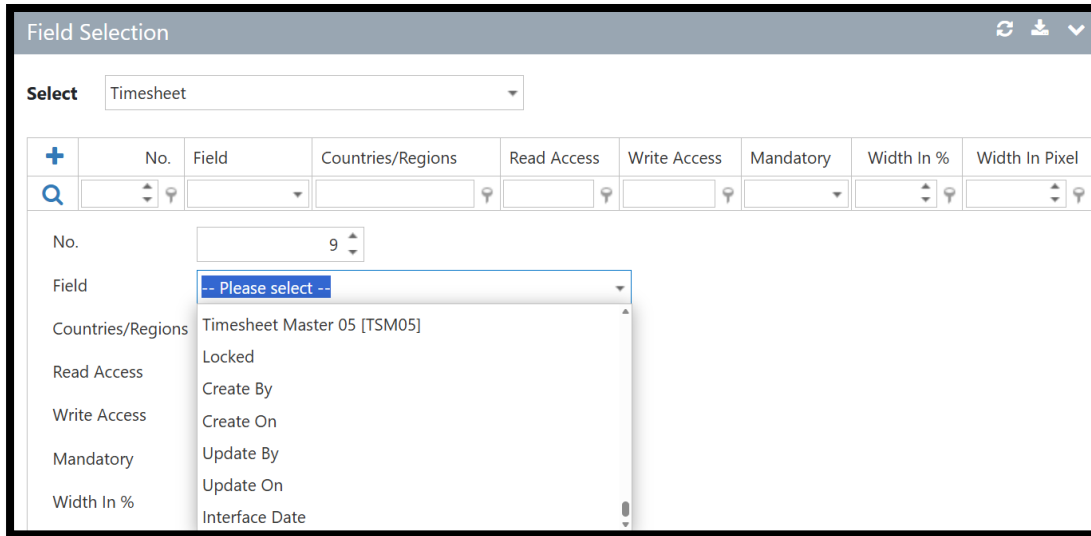 Field Selection
Select Timesheet
No. Field Countries/Regions Read Access Write Access Mandatory Width In % Width In Pixel
No. 9
Field -- Please select --
Countries/Regions Timesheet Master 05 [TSM05]
Locked
Read Access
Create By
Write Access Create On
Mandatory Update By
Update On
Width In %
Interface Date